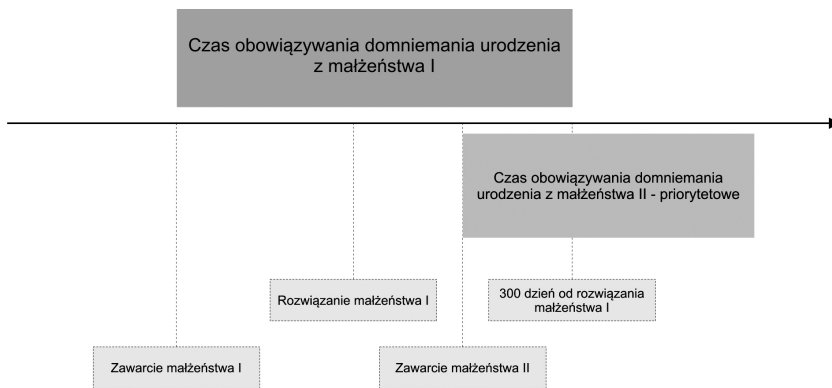 Czas obowiązywania domniemania urodzenia
z małżeństwa I
Czas obowiązywania domniemania
urodzenia z małżeństwa II - priorytetowe
Rozwiązanie małżeństwa I
300 dzień od rozwiązania
małżeństwa I
Zawarcie małżeństwa I
Zawarcie małżeństwa II